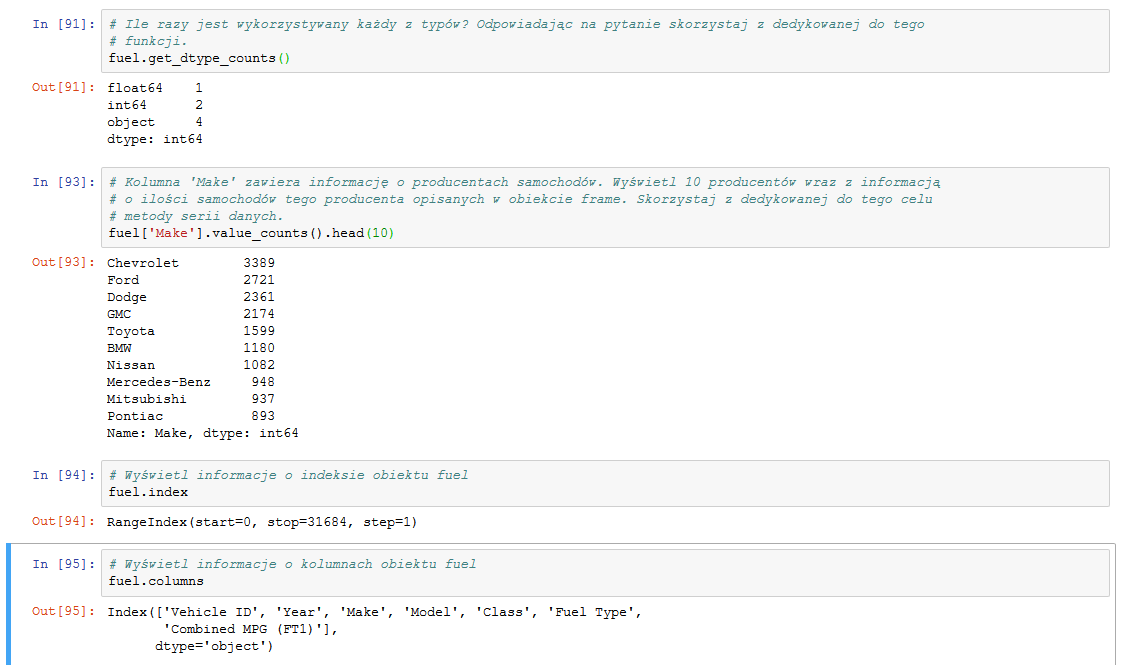 In [91]: # Ile razy jest wykorzystywany każdy z typów? Odpowiadając na pytanie skorzystaj z dedykowanej do tego
# funkcji.
fuel.get_dtype_counts()
Out[91]: float64    1
int64      2
object     4
dtype: int64
In [93]: # Kolumna 'Make' zawiera informację o producentach samochodów. Wyświetl 10 producentów wraz z informacją
# o ilości samochodów tego producenta opisanych w obiekcie frame. Skorzystaj z dedykowanej do tego celu
# metody serii danych.
fuel['Make'].value_counts().head(10)
Out[93]: Chevrolet        3389
Ford             2721
Dodge            2361
GMC              2174
Toyota           1599
BMW              1180
Nissan           1082
Mercedes-Benz     948
Mitsubishi        937
Pontiac           893
Name: Make, dtype: int64
In [94]: # Wyświetl informacje o indeksie obiektu fuel
fuel.index
Out[94]: RangeIndex(start=0, stop=31684, step=1)
In [95]: # Wyświetl informacje o kolumnach obiektu fuel
fuel.columns
Out[95]: Index(['Vehicle ID', 'Year', 'Make', 'Model', 'Class', 'Fuel Type',
'Combined MPG (FT1)'],
dtype='object')